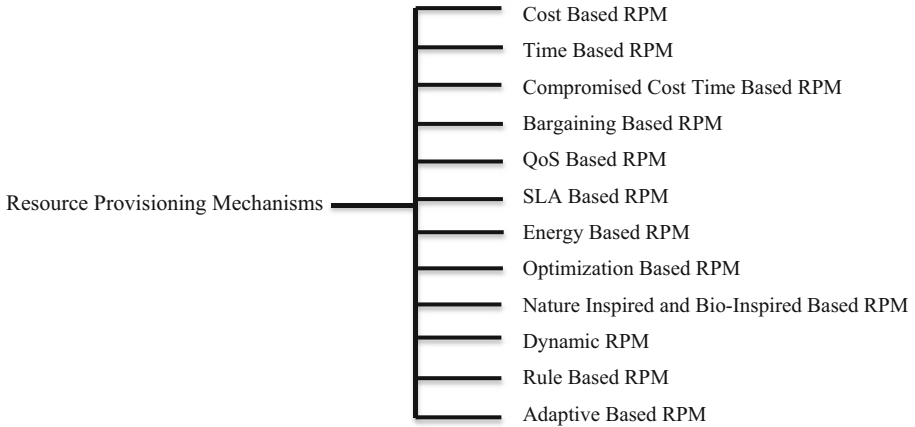 Cost Based RPM
Time Based RPM
Compromised Cost Time Based RPM
Bargaining Based RPM
QoS Based RPM
SLA Based RPM
Resource Provisioning Mechanisms
Energy Based RPM
Optimization Based RPM
Nature Inspired and Bio-Inspired Based RPM
Dynamic RPM
Rule Based RPM
Adaptive Based RPM